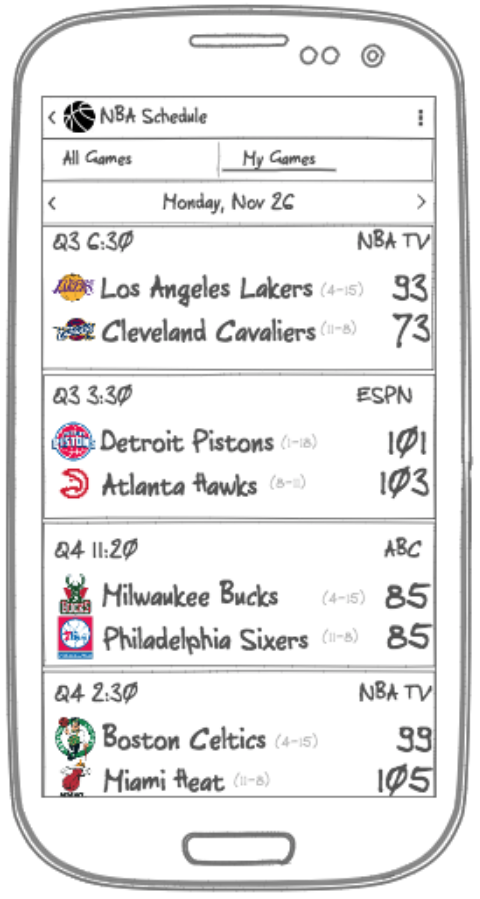 < NBA Schedule
All Games My Games
< Monday, Nov 26 >
Q3 6:30 NBA TV
Los Angeles Lakers (4-15) 93
Cleveland Cavaliers (11-8) 73
Q3 3:30 ESPN
Detroit Pistons (1-18) 101
Atlanta Hawks (8-11) 103
Q4 11:20 ABC
BUCKS Milwaukee Bucks (4-15) 85
Philadelphia Sixers (11-8) 85
Q4 2:30 NBA TV
Boston Celtics (4-15) 99
Miami Heat (11-8) 105